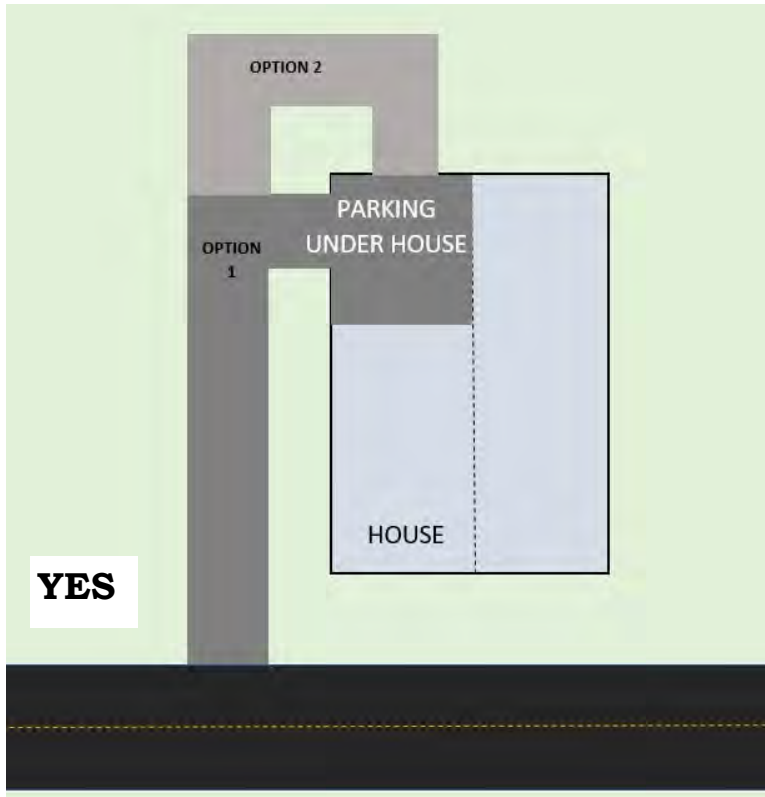 OPTION 2
PARKING
UNDER HOUSE
OPTION
1
HOUSE
YES